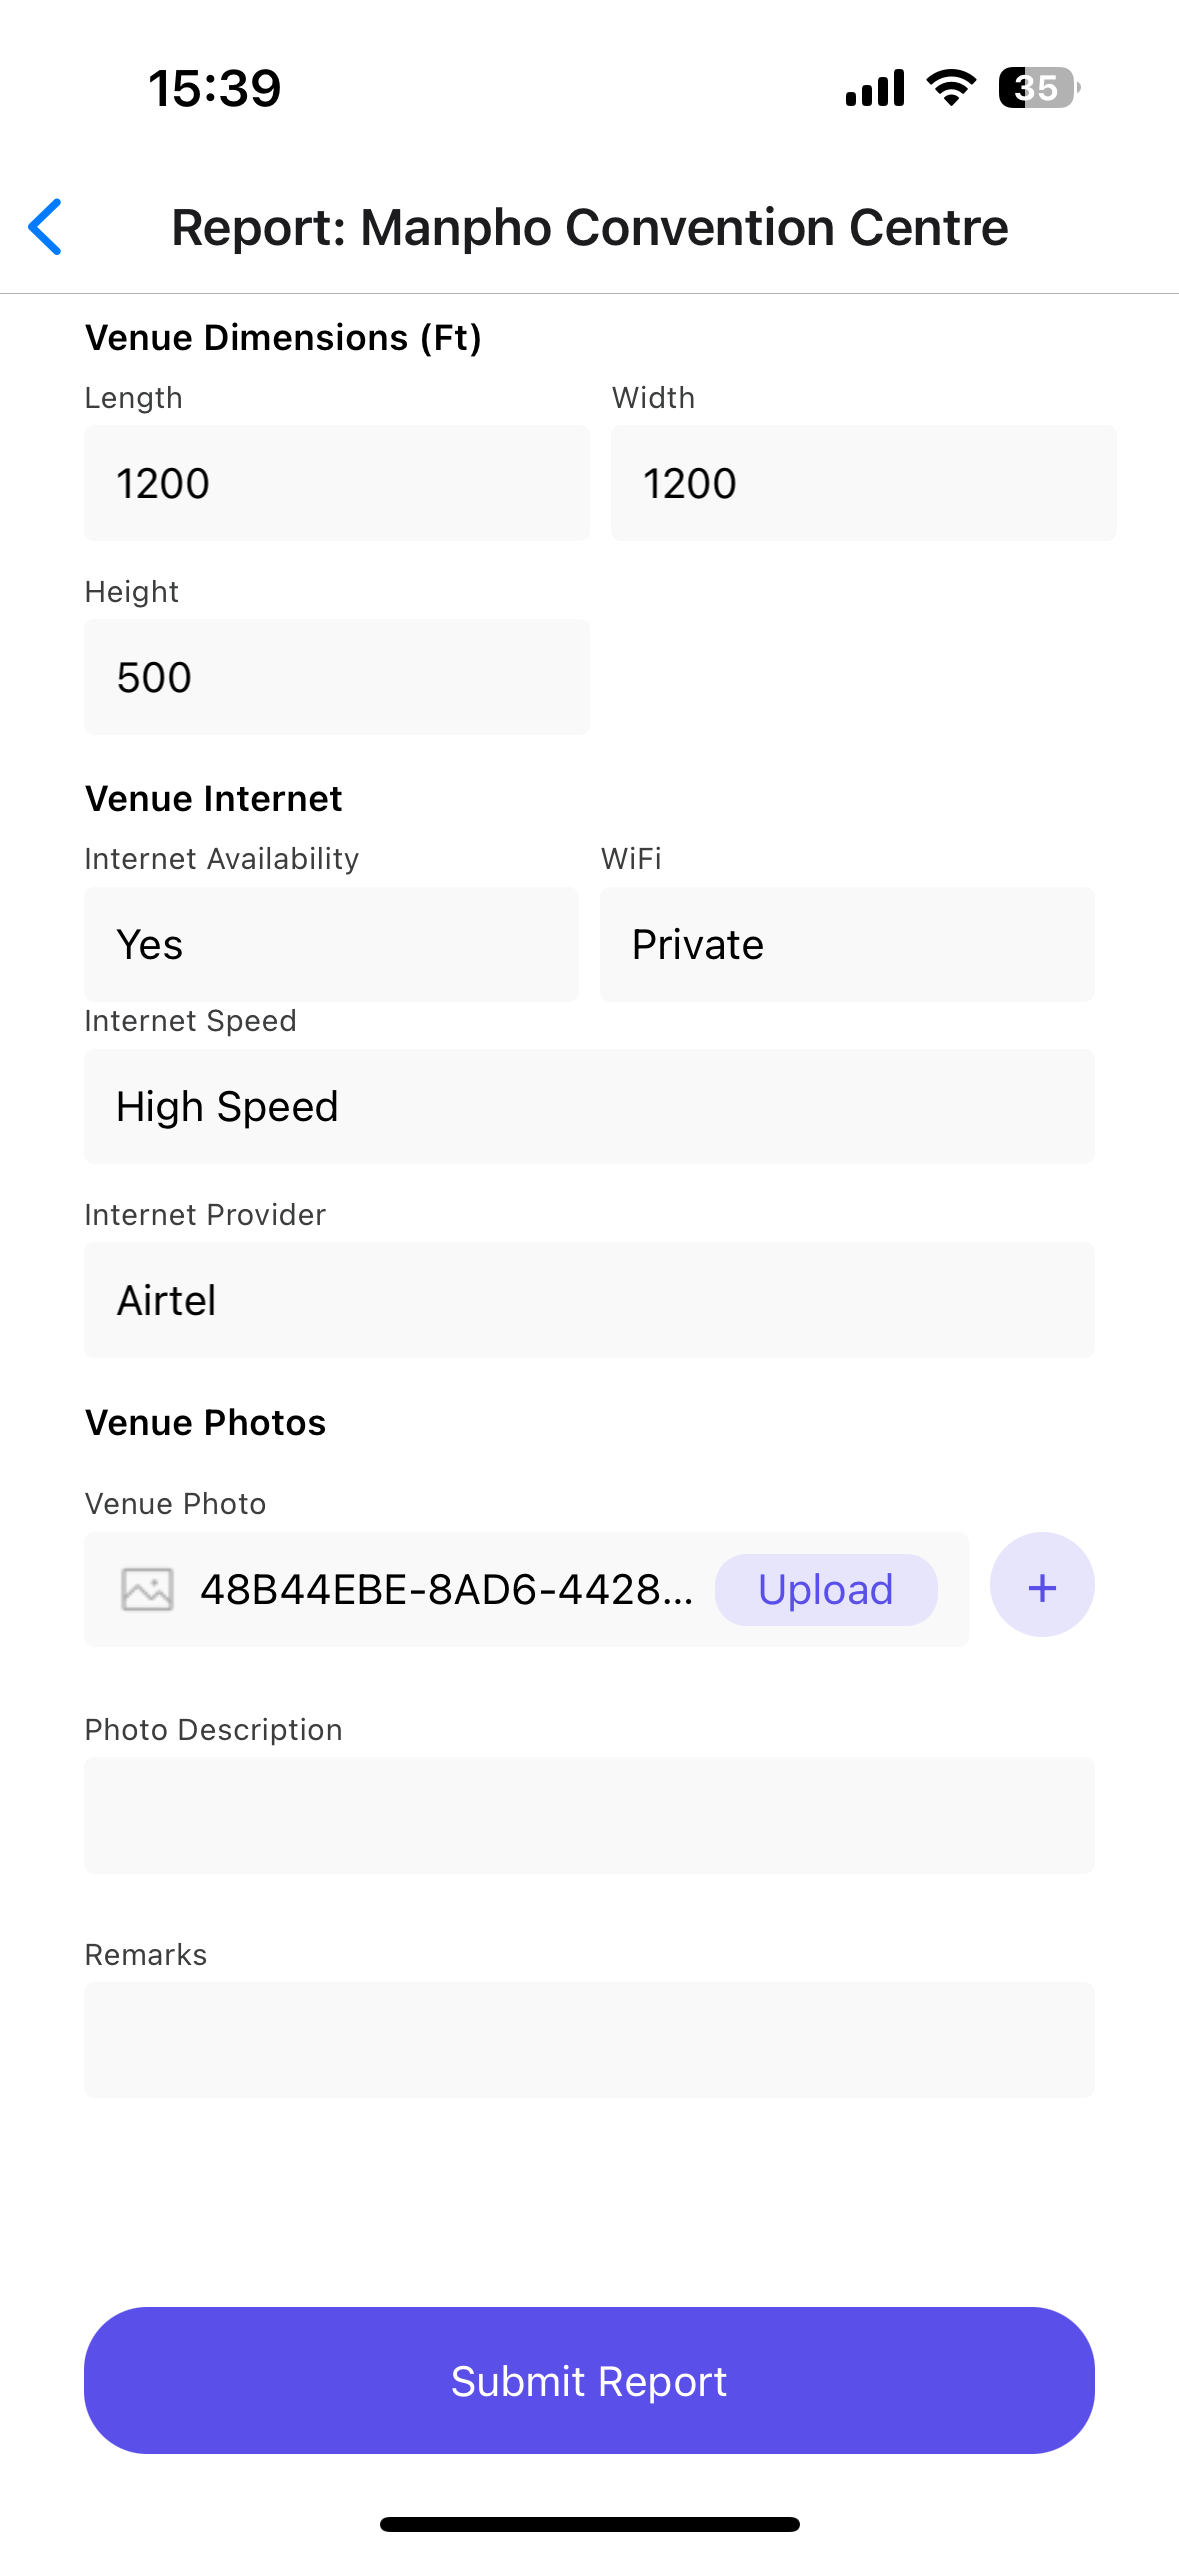 15:39
35
Report: Manpho Convention Centre
Venue Dimensions (Ft)
Length Width
1200 1200
Height
500
Venue Internet
Internet Availability WiFi
Yes Private
Internet Speed
High Speed
Internet Provider
Airtel
Venue Photos
Venue Photo
48B44EBE-8AD6-4428... Upload +
Photo Description
Remarks
Submit Report